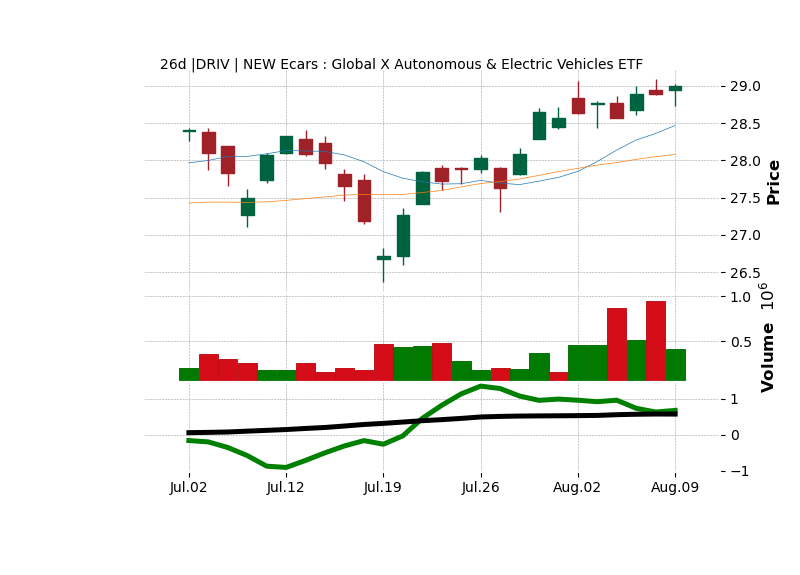 26d |DRIV | NEW Ecars : Global X Autonomous & Electric Vehicles ETF
29.0
28.5
28.0
27.5
27.0
26.5
Price
1.0
0.5
Volume 10⁶
1
0
−1
Jul.02 Jul.12 Jul.19 Jul.26 Aug.02 Aug.09